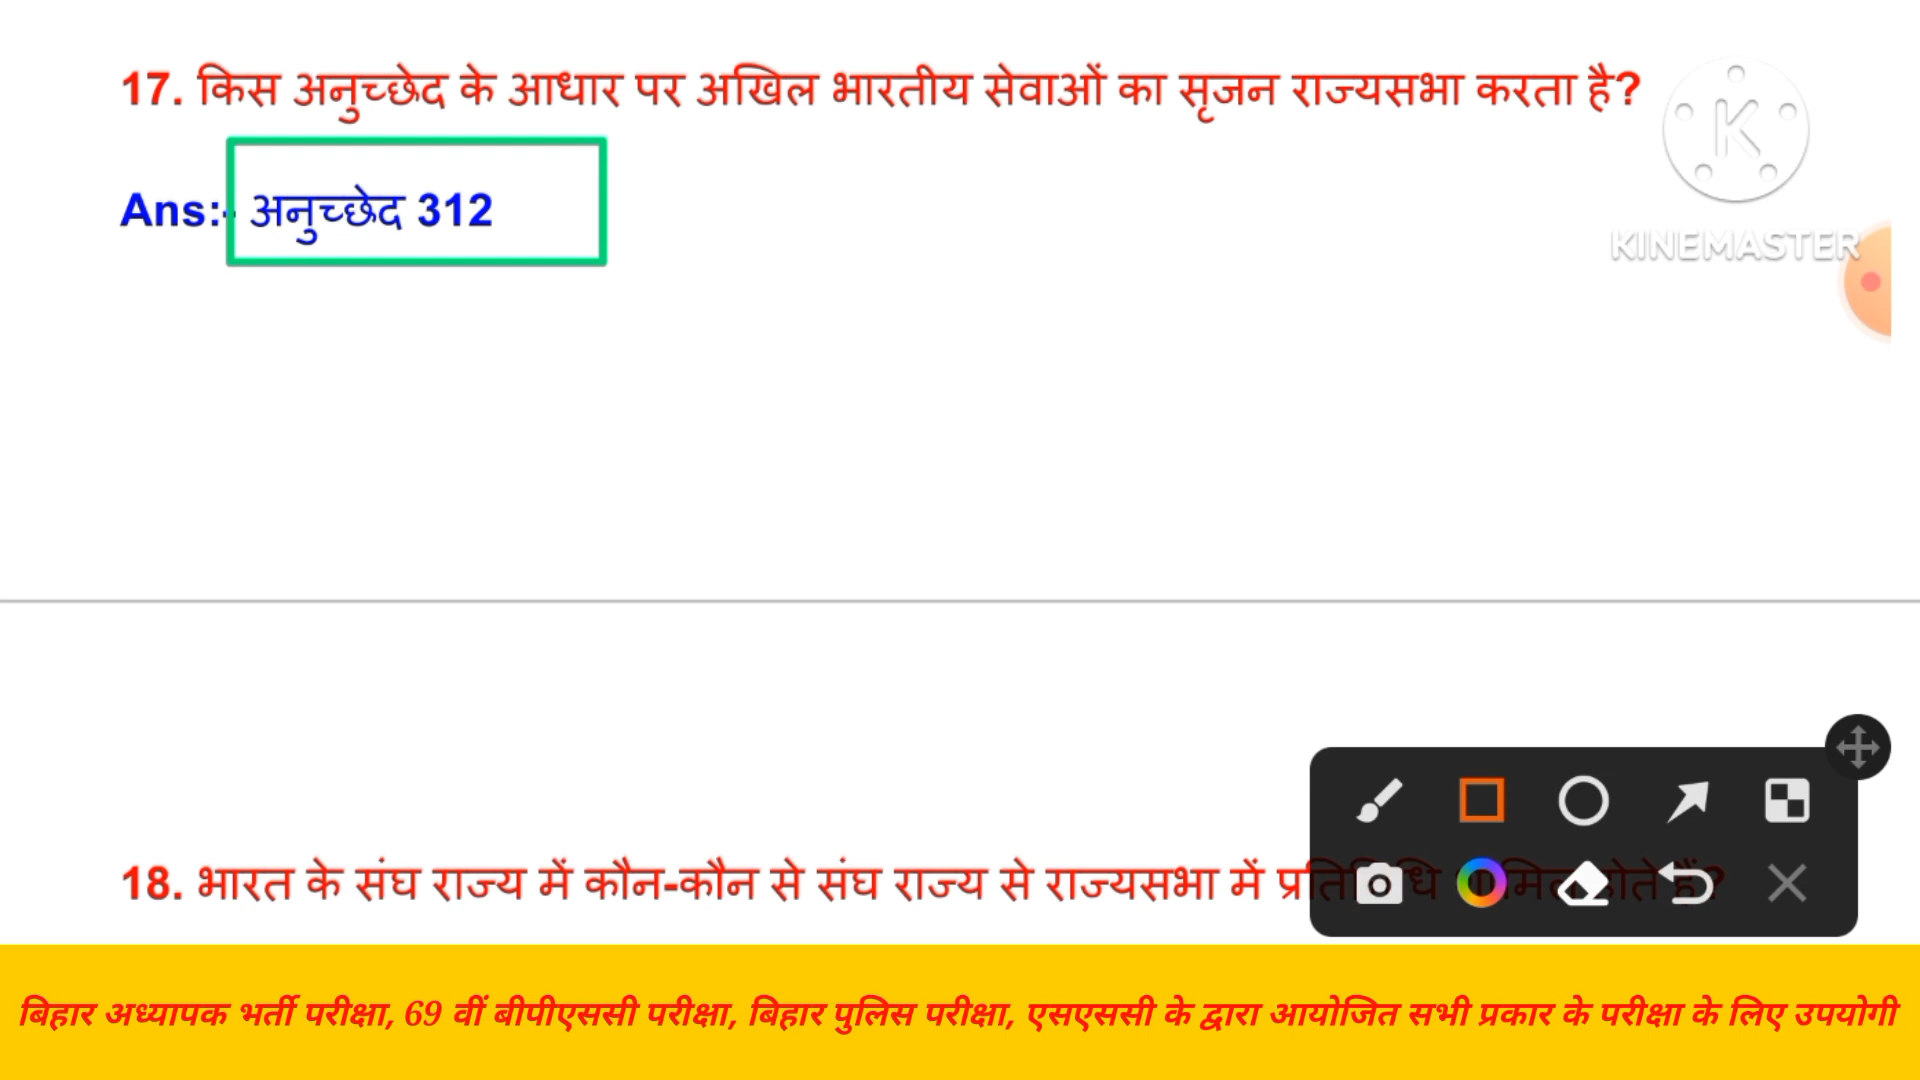 17. किस अनुच्छेद के आधार पर अखिल भारतीय सेवाओं का सृजन राज्यसभा करता है?
Ans:- अनुच्छेद 312
K
KINEMASTER
18. भारत के संघ राज्य में कौन-कौन से संघ राज्य से राज्यसभा में होते हैं?
बिहार अध्यापक भर्ती परीक्षा, 69 वीं बीपीएससी परीक्षा, बिहार पुलिस परीक्षा, एसएससी के द्वारा आयोजित सभी प्रकार के परीक्षा के लिए उपयोगी